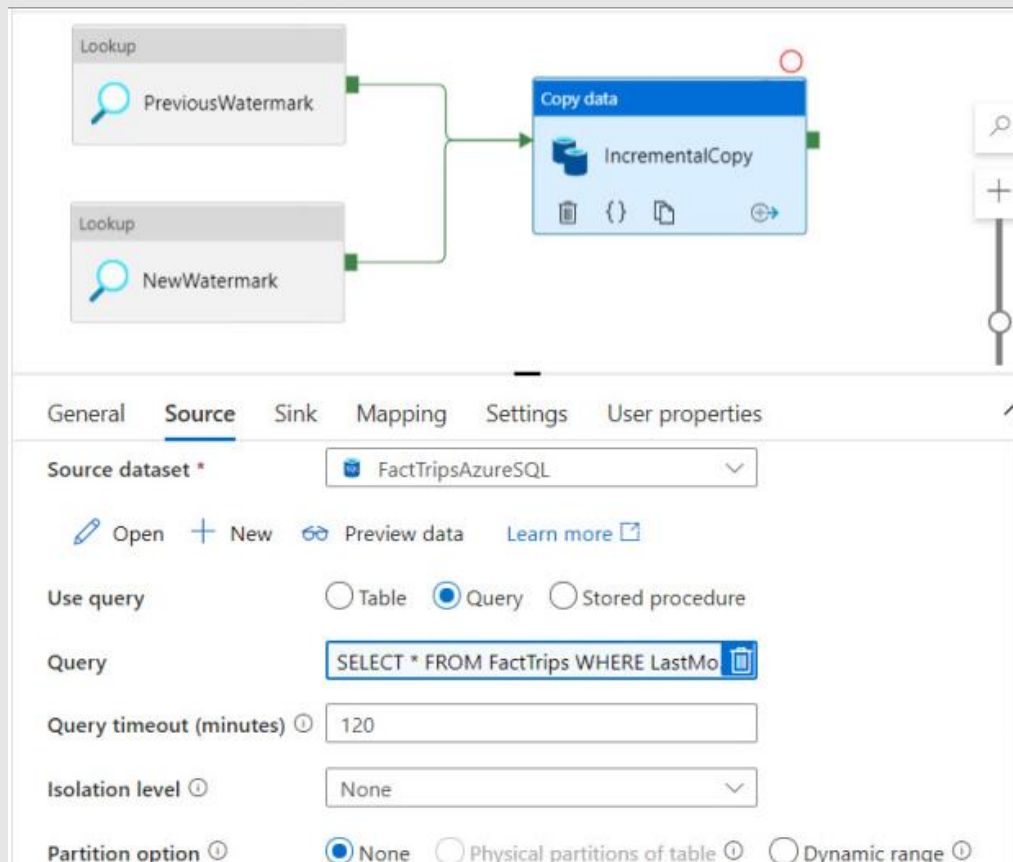 Lookup
PreviousWatermark
Copy data
IncrementalCopy
Lookup
NewWatermark
General Source Sink Mapping Settings User properties
Source dataset * FactTripsAzureSQL
Open New Preview data Learn more
Use query Table Query Stored procedure
Query SELECT * FROM FactTrips WHERE LastMo.
Query timeout (minutes) 120
Isolation level None
Partition option None Physical partitions of table Dynamic range